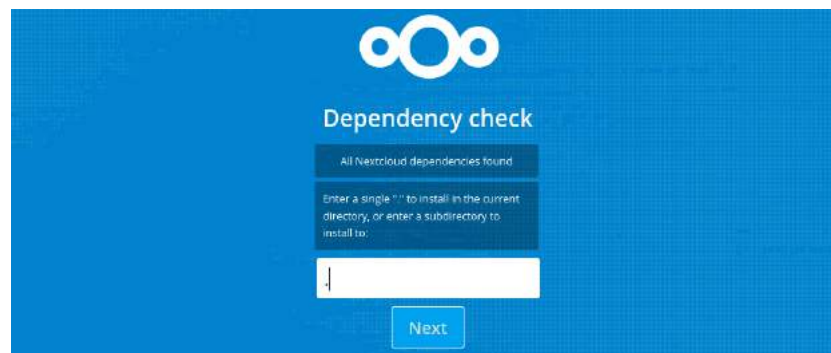 Dependency check
All Nextcloud dependencies found
Enter a single "." to install in the current
directory, or enter a subdirectory to
install to:
.
Next